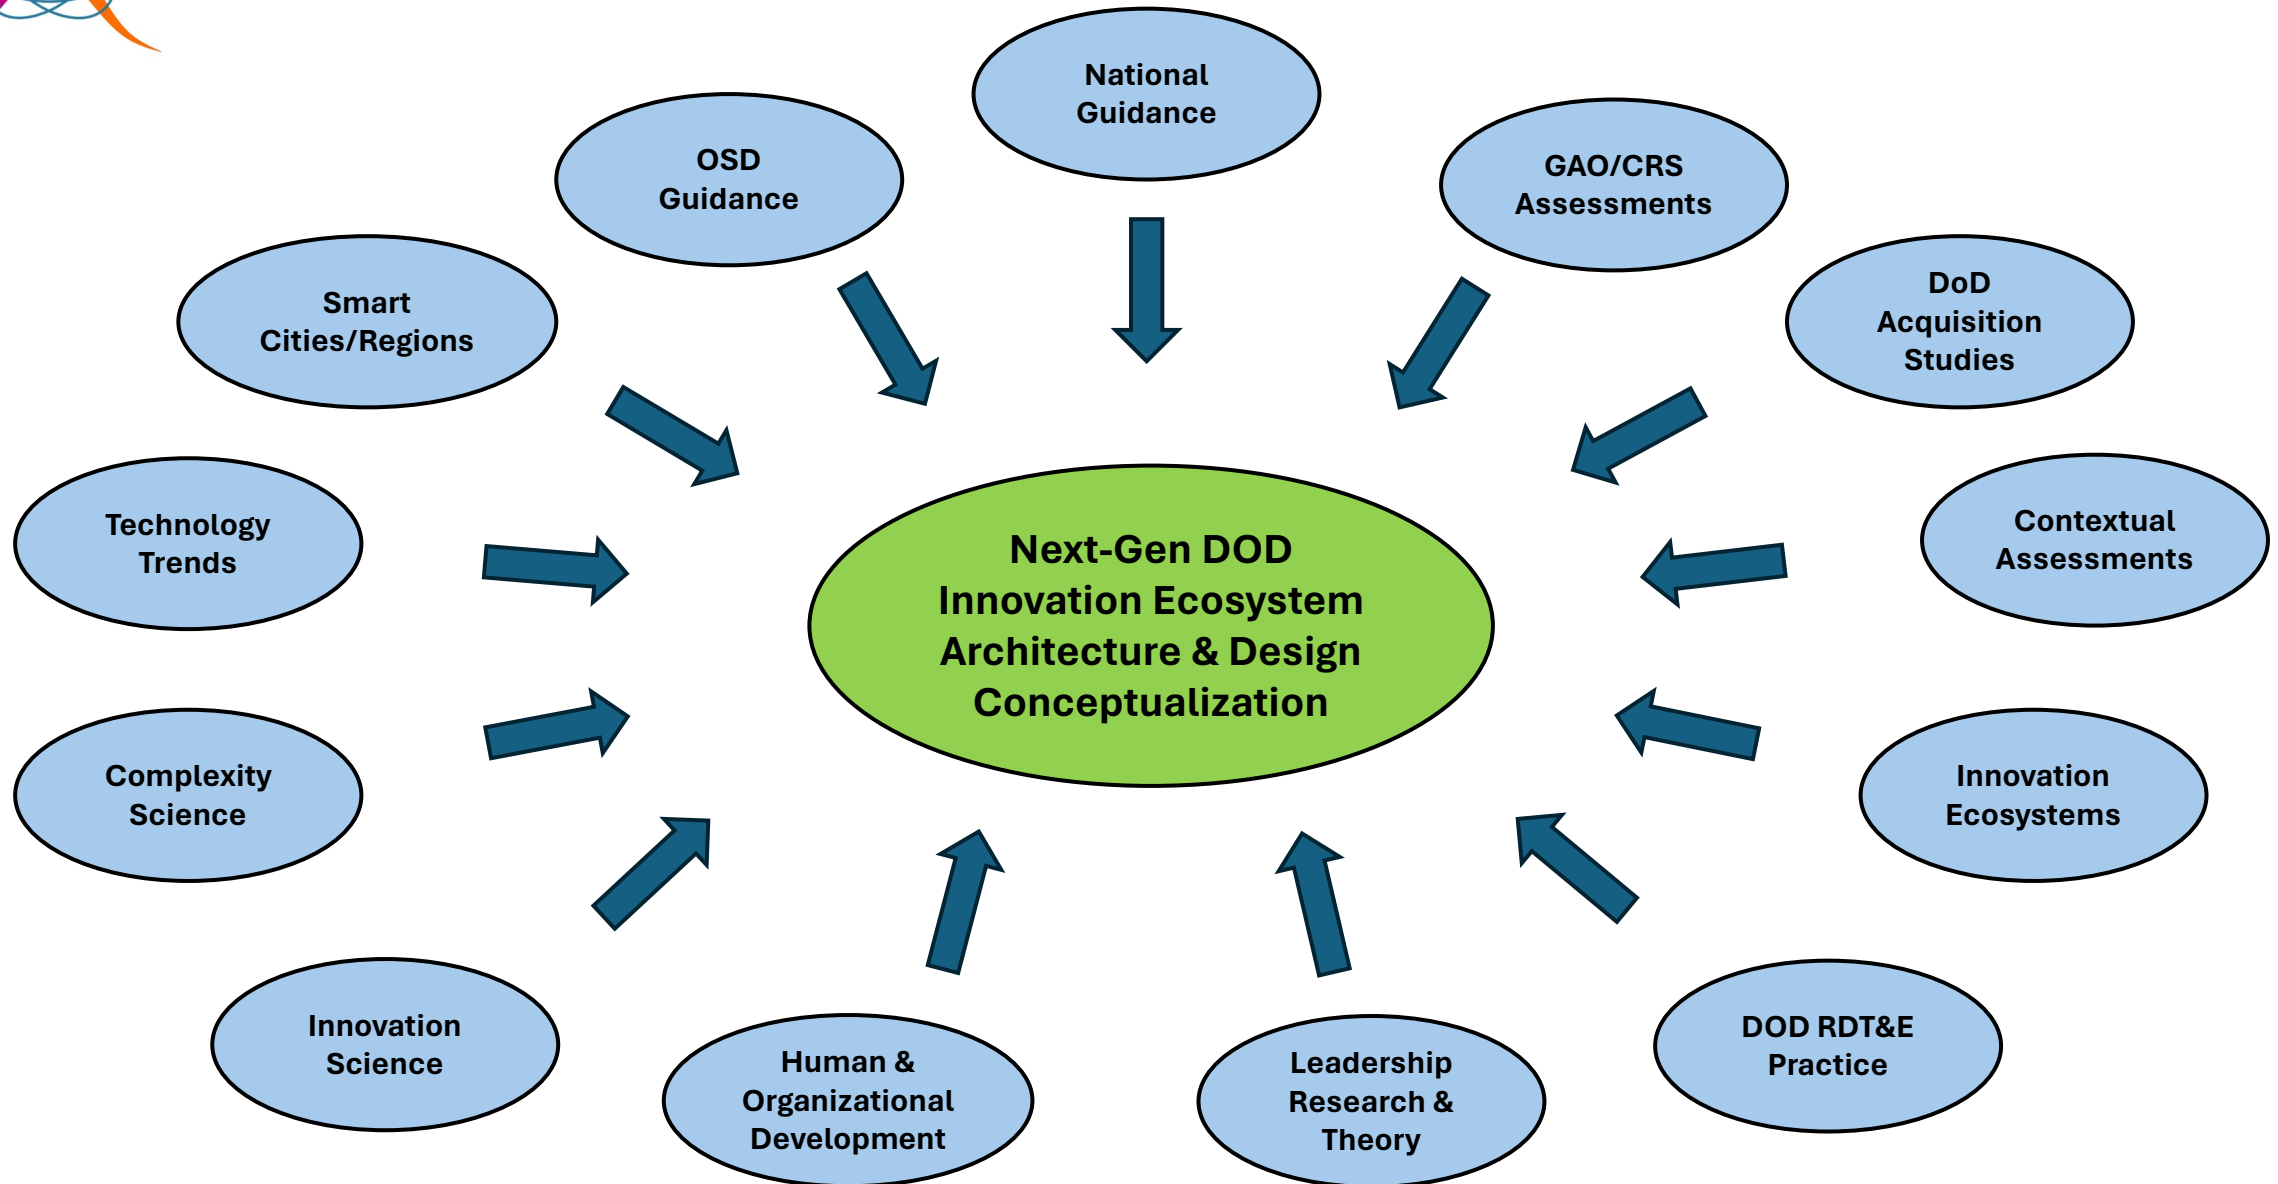 National
Guidance
OSD
Guidance
GAO/CRS
Assessments
Smart
Cities/Regions
DoD
Acquisition
Studies
Technology
Trends
Contextual
Assessments
Next-Gen DOD
Innovation Ecosystem
Architecture & Design
Conceptualization
Complexity
Science
Innovation
Ecosystems
Innovation
Science
Human &
Organizational
Development
Leadership
Research &
Theory
DOD RDT&E
Practice